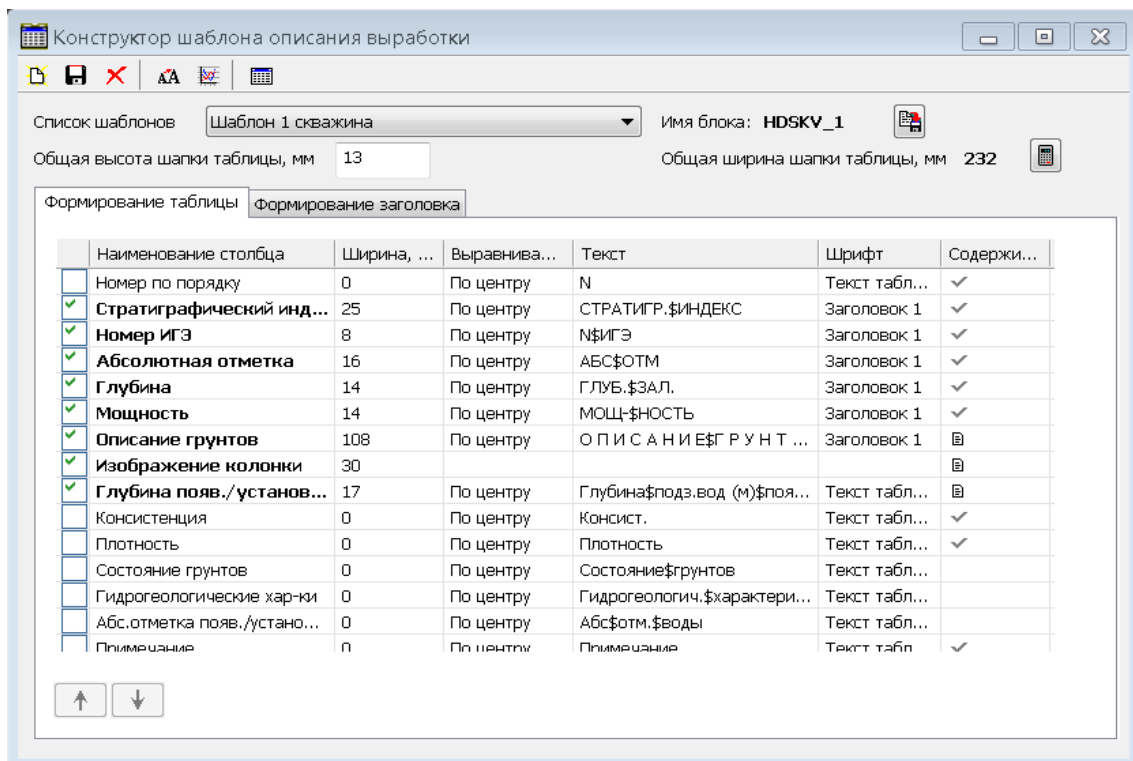 Конструктор шаблона описания выработки
Список шаблонов Шаблон 1 скважина Имя блока: HDSKV_1
Общая высота шапки таблицы, мм 13 Общая ширина шапки таблицы, мм 232
Формирование таблицы Формирование заголовка
Наименование столбца Ширина, ... Выравнива... Текст Шрифт Содержи...
Номер по порядку 0 По центру N Текст табл...
Стратиграфический инд... 25 По центру СТРАТИГР.$ИНДЕКС Заголовок 1
Номер ИГЭ 8 По центру N$ИГЭ Заголовок 1
Абсолютная отметка 16 По центру АБС$ОТМ Заголовок 1
Глубина 14 По центру ГЛУБ.$ЗАЛ. Заголовок 1
Мощность 14 По центру МОЩ-$НОСТЬ Заголовок 1
Описание грунтов 108 По центру О П И С А Н И Е$Г Р У Н Т ... Заголовок 1
Изображение колонки 30
Глубина появ./установ... 17 По центру Глубина$подз.вод (м)$поя... Текст табл...
Консистенция 0 По центру Консист. Текст табл...
Плотность 0 По центру Плотность Текст табл...
Состояние грунтов 0 По центру Состояние$грунтов Текст табл...
Гидрогеологические хар-ки 0 По центру Гидрогеологич.$характери... Текст табл...
Абс.отметка появ./устано... 0 По центру Абс$отм.$воды Текст табл...
Примечание 0 По центру Примечание Текст табл...